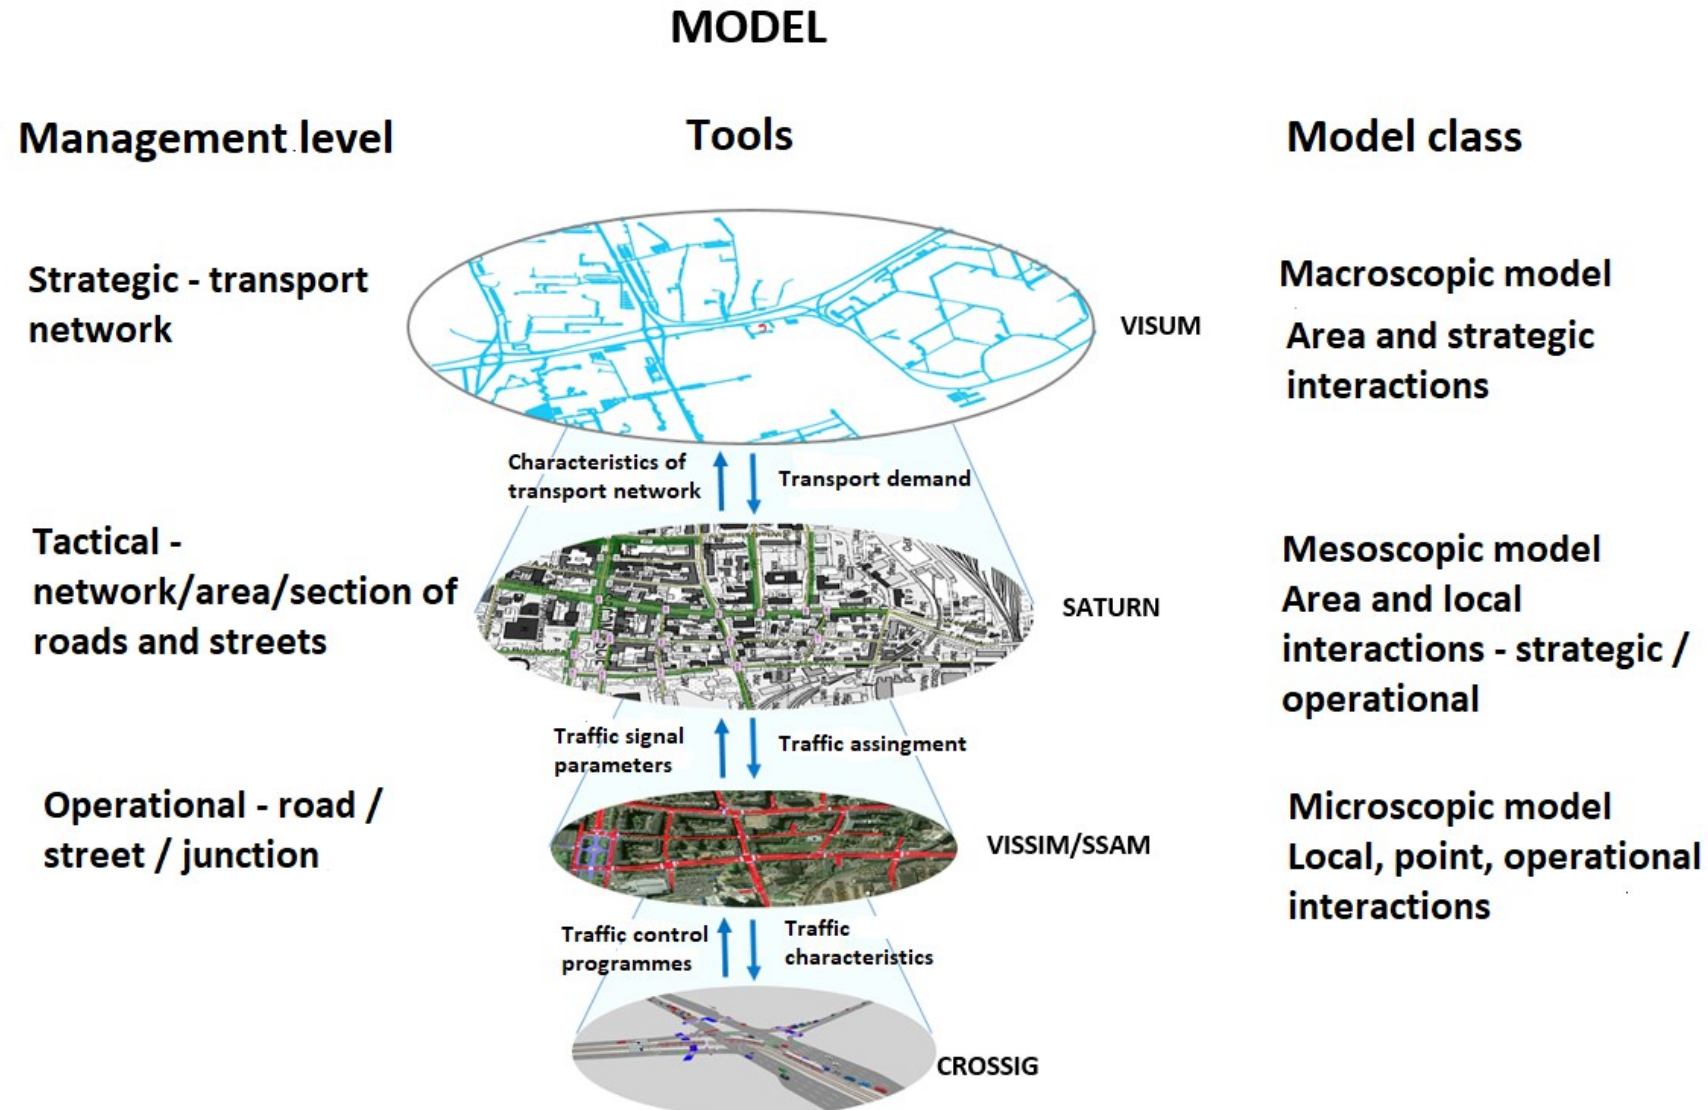 MODEL
Management level
Tools
Model class
Strategic - transport
network
VISUM
Macroscopic model
Area and strategic
interactions
Characteristics of
transport network
Transport demand
Tactical -
network/area/section of
roads and streets
SATURN
Mesoscopic model
Area and local
interactions - strategic /
operational
Traffic signal
parameters
Traffic assingment
Operational - road /
street / junction
VISSIM/SSAM
Microscopic model
Local, point, operational
interactions
Traffic control
programmes
Traffic
characteristics
CROSSIG